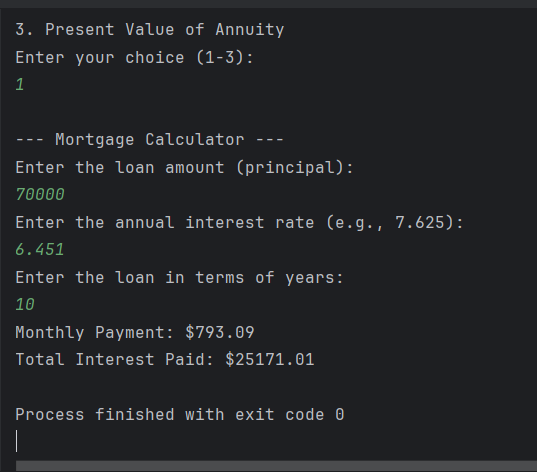 3. Present Value of Annuity
Enter your choice (1-3):
1
--- Mortgage Calculator ---
Enter the loan amount (principal):
70000
Enter the annual interest rate (e.g., 7.625):
6.451
Enter the loan in terms of years:
10
Monthly Payment: $793.09
Total Interest Paid: $25171.01
Process finished with exit code 0